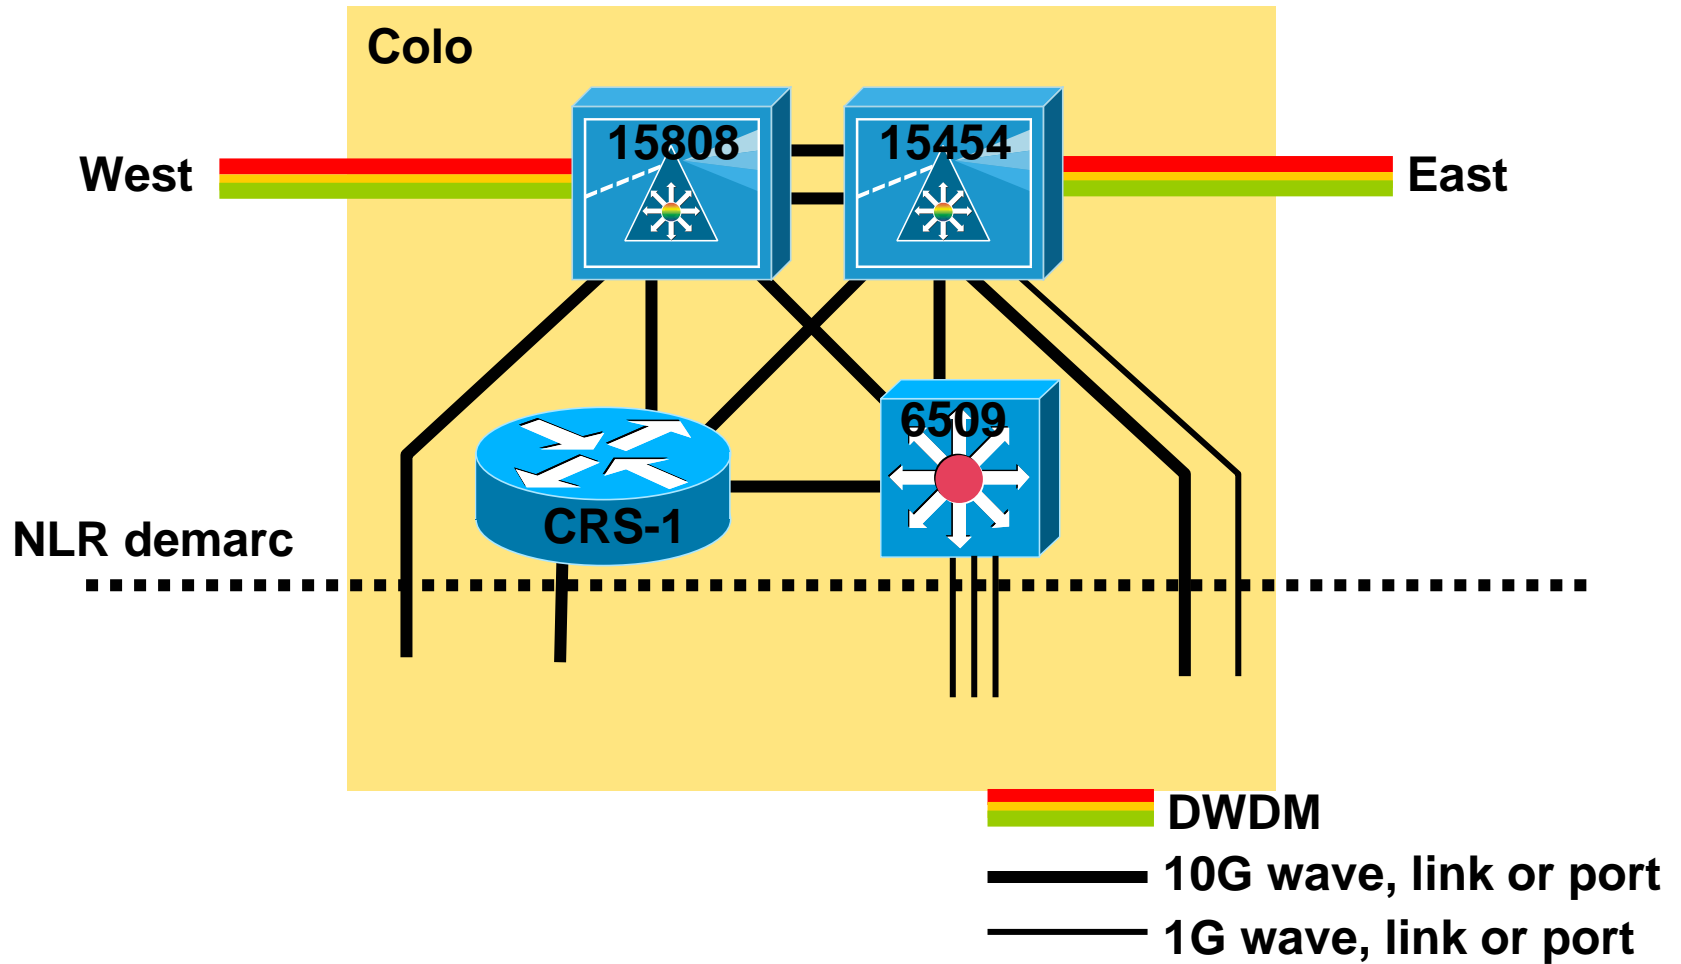 Colo
15808
15454
West
East
6509
CRS-1
NLR demarc
DWDM
10G wave, link or port
1G wave, link or port